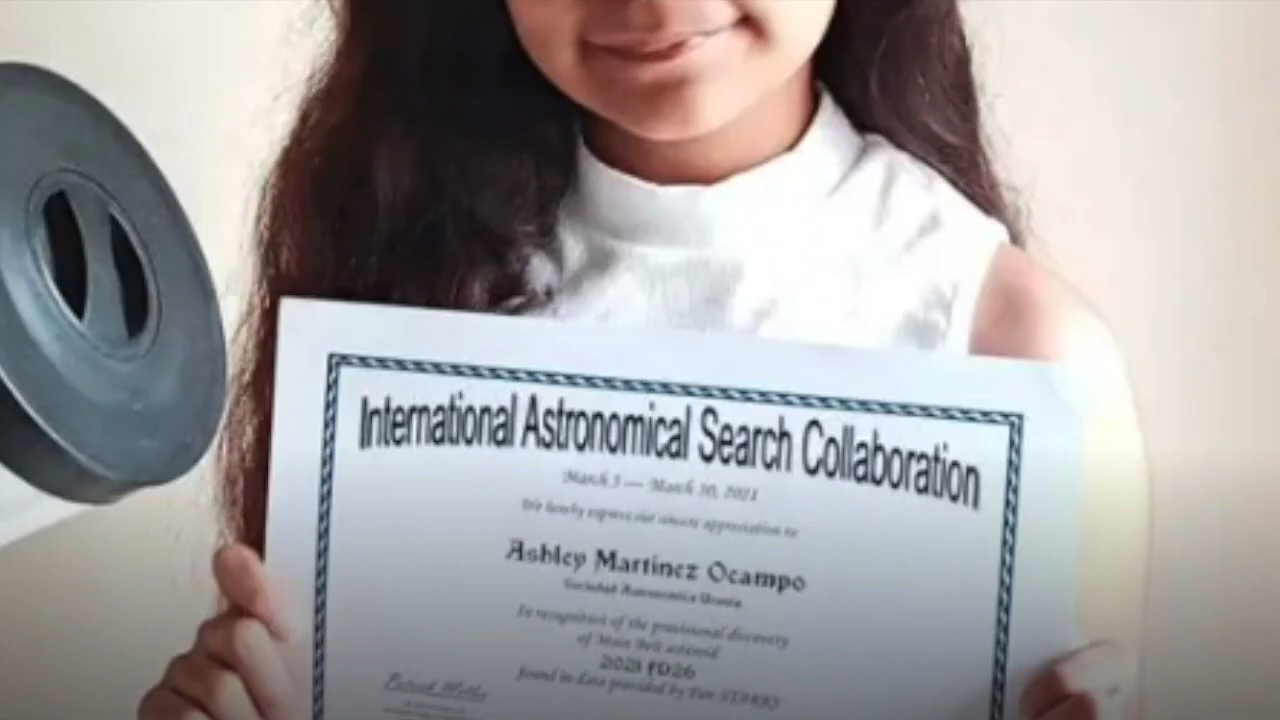 International Astronomical Search Collaboration
March 3 — March 30, 2021
We hereby express our sincere appreciation to
Ashley Martinez Ocampo
Sociedad Astronomica Urania
In recognition of the provisional discovery
of Main Belt asteroid
2021 FD26
found in data provided by Pan-STARRS